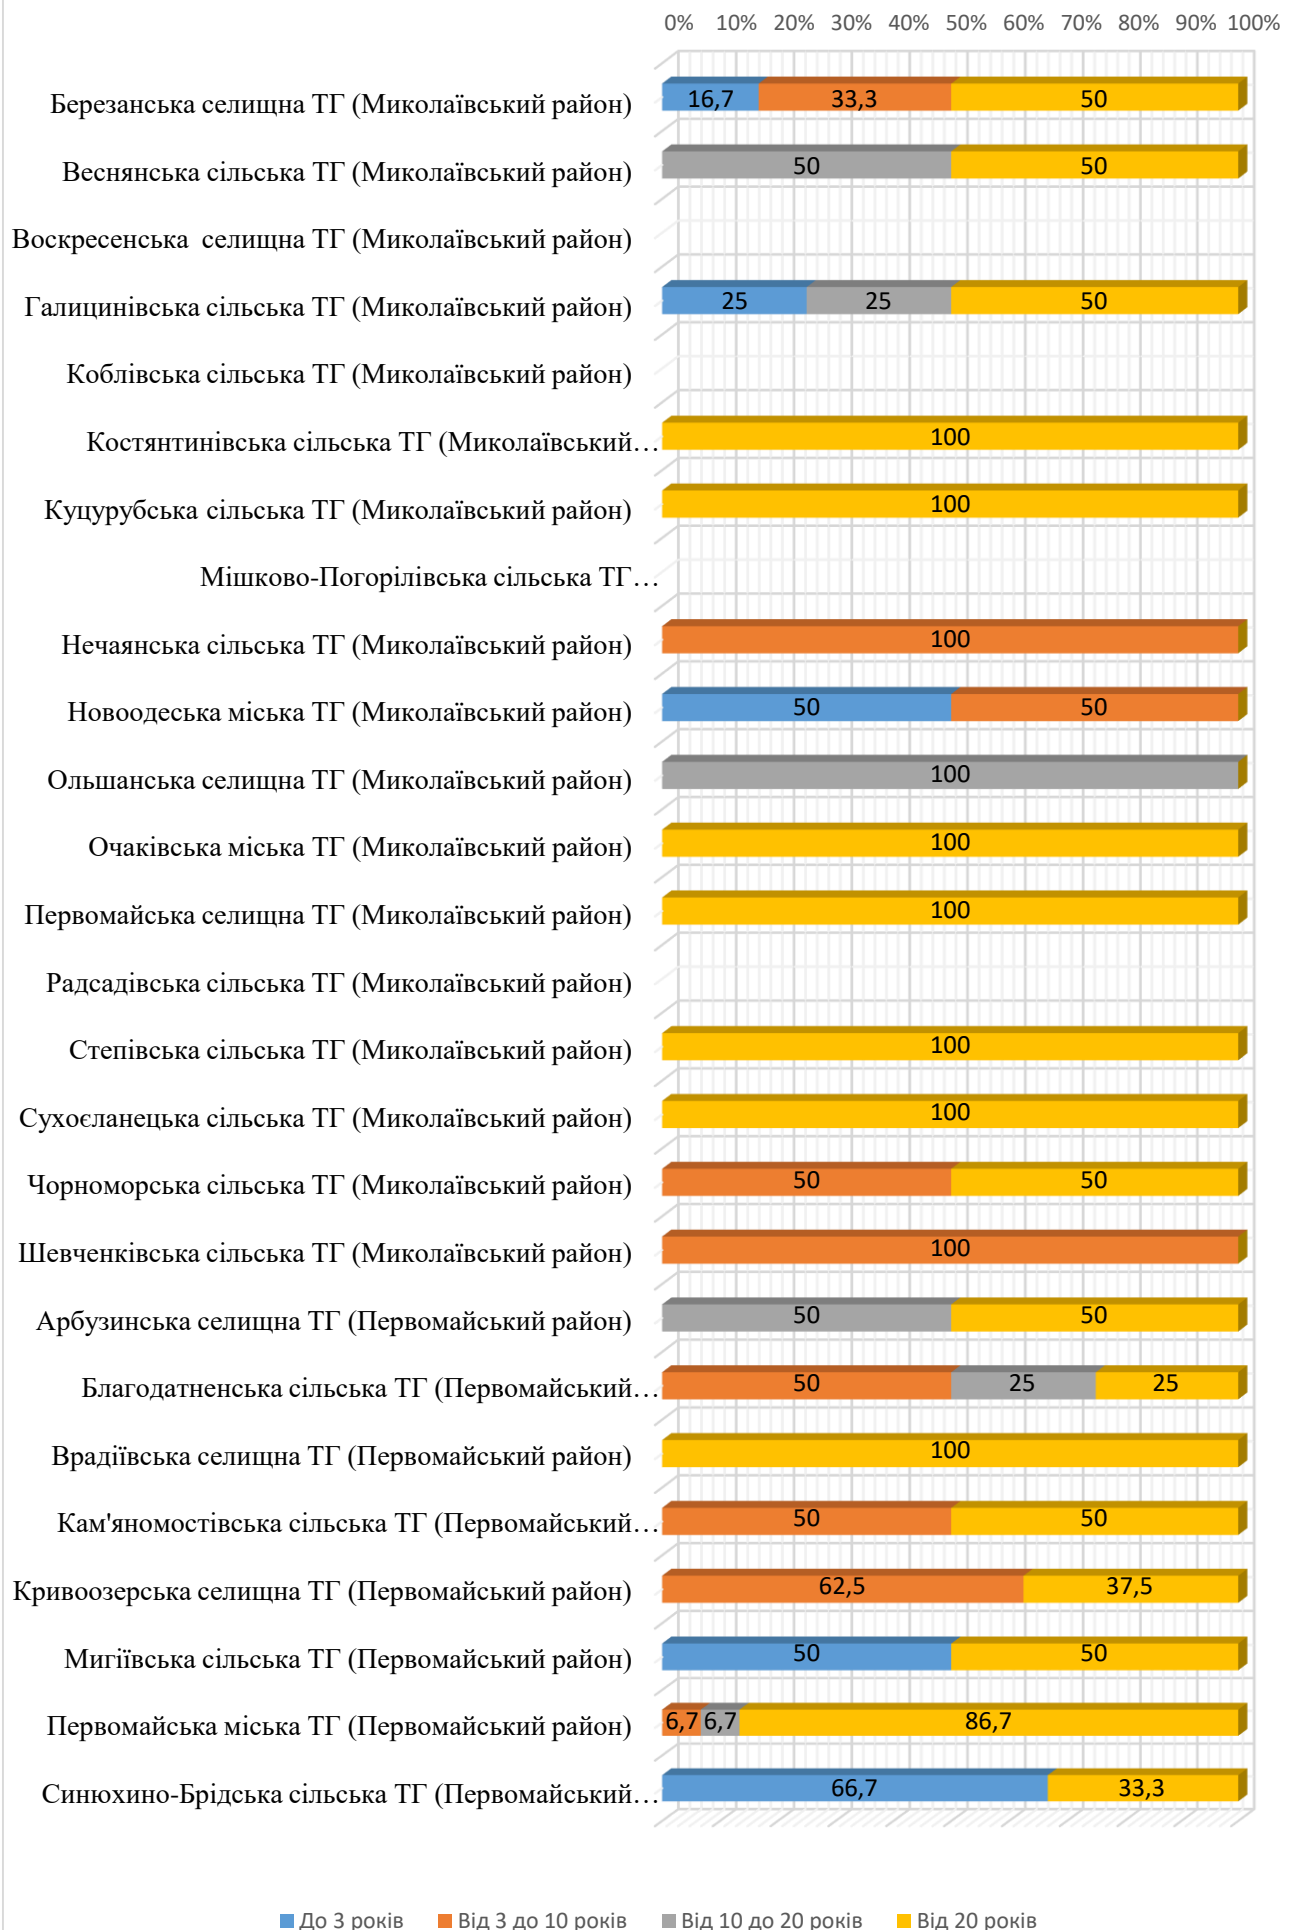 0% 10% 20% 30% 40% 50% 60% 70% 80% 90% 100%
Березанська селищна ТГ (Миколаївський район) 16,7 33,3 50
Веснянська сільська ТГ (Миколаївський район) 50 50
Воскресенська селищна ТГ (Миколаївський район)
Галицинівська сільська ТГ (Миколаївський район) 25 25 50
Коблівська сільська ТГ (Миколаївський район)
Костянтинівська сільська ТГ (Миколаївський… 100
Куцурубська сільська ТГ (Миколаївський район) 100
Мішково-Погорілівська сільська ТГ…
Нечаянська сільська ТГ (Миколаївський район) 100
Новоодеська міська ТГ (Миколаївський район) 50 50
Ольшанська селищна ТГ (Миколаївський район) 100
Очаківська міська ТГ (Миколаївський район) 100
Первомайська селищна ТГ (Миколаївський район) 100
Радсадівська сільська ТГ (Миколаївський район)
Степівська сільська ТГ (Миколаївський район) 100
Сухоєланецька сільська ТГ (Миколаївський район) 100
Чорноморська сільська ТГ (Миколаївський район) 50 50
Шевченківська сільська ТГ (Миколаївський район) 100
Арбузинська селищна ТГ (Первомайський район) 50 50
Благодатненська сільська ТГ (Первомайський… 50 25 25
Врадіївська селищна ТГ (Первомайський район) 100
Кам'яномостівська сільська ТГ (Первомайський… 50 50
Кривоозерська селищна ТГ (Первомайський район) 62,5 37,5
Мигіївська сільська ТГ (Первомайський район) 50 50
Первомайська міська ТГ (Первомайський район) 6,7 6,7 86,7
Синюхино-Брідська сільська ТГ (Первомайський… 66,7 33,3
До 3 років Від 3 до 10 років Від 10 до 20 років Від 20 років